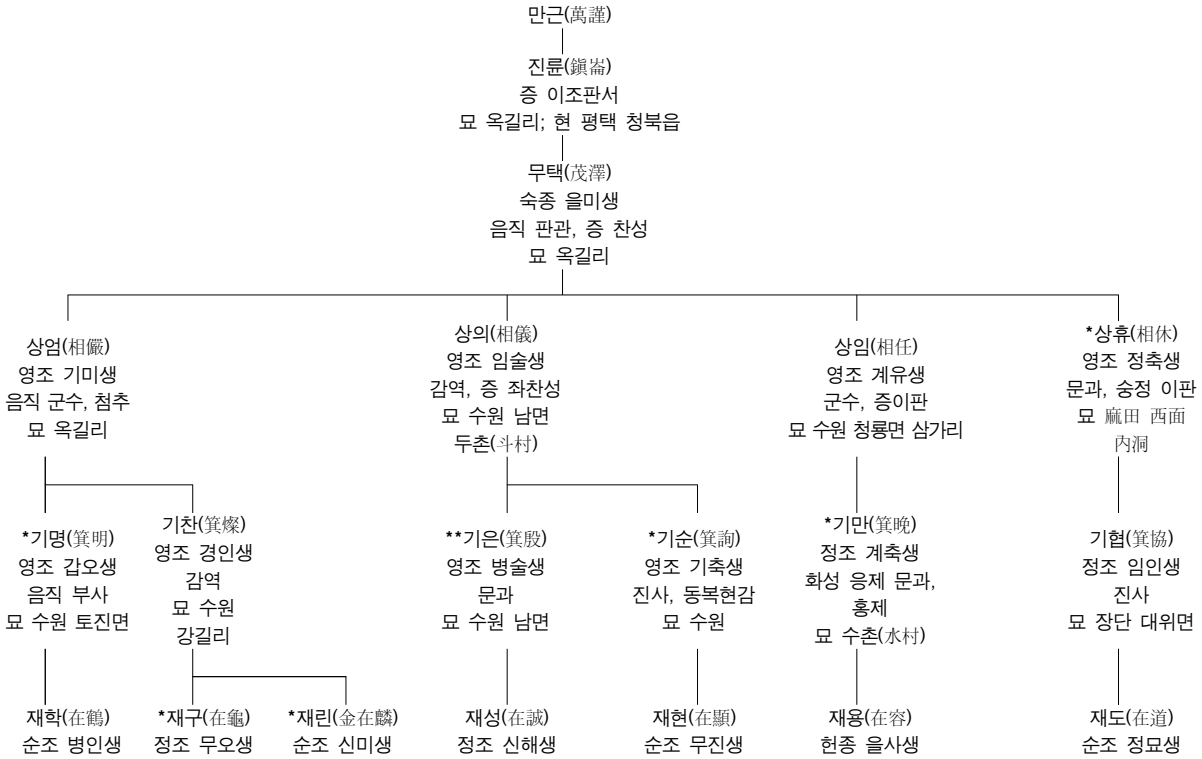 만근(萬謹)
진륜(鎭崙)
증 이조판서
묘 옥길리; 현 평택 청북읍
무택(茂澤)
숙종 을미생
음직 판관, 증 찬성
묘 옥길리
상엄(相儼)
영조 기미생
음직 군수, 첨추
묘 옥길리
상의(相儀)
영조 임술생
감역, 증 좌찬성
묘 수원 남면
두촌(斗村)
상임(相任)
영조 계유생
군수, 증이판
묘 수원 청룡면 삼가리
*상휴(相休)
영조 정축생
문과, 숭정 이판
묘 麻田 西面
內洞
*기명(箕明)
영조 갑오생
음직 부사
묘 수원 토진면
기찬(箕燦)
영조 경인생
감역
묘 수원
강길리
**기은(箕殷)
영조 병술생
문과
묘 수원 남면
*기순(箕詢)
영조 기축생
진사, 동복현감
묘 수원
*기만(箕晩)
정조 계축생
화성 응제 문과,
홍제
묘 수촌(水村)
기협(箕協)
정조 임인생
진사
묘 장단 대위면
재학(在鶴)
순조 병인생
*재구(在龜)
정조 무오생
*재린(金在麟)
순조 신미생
재성(在誠)
정조 신해생
재현(在顯)
순조 무진생
재용(在容)
헌종 을사생
재도(在道)
순조 정묘생